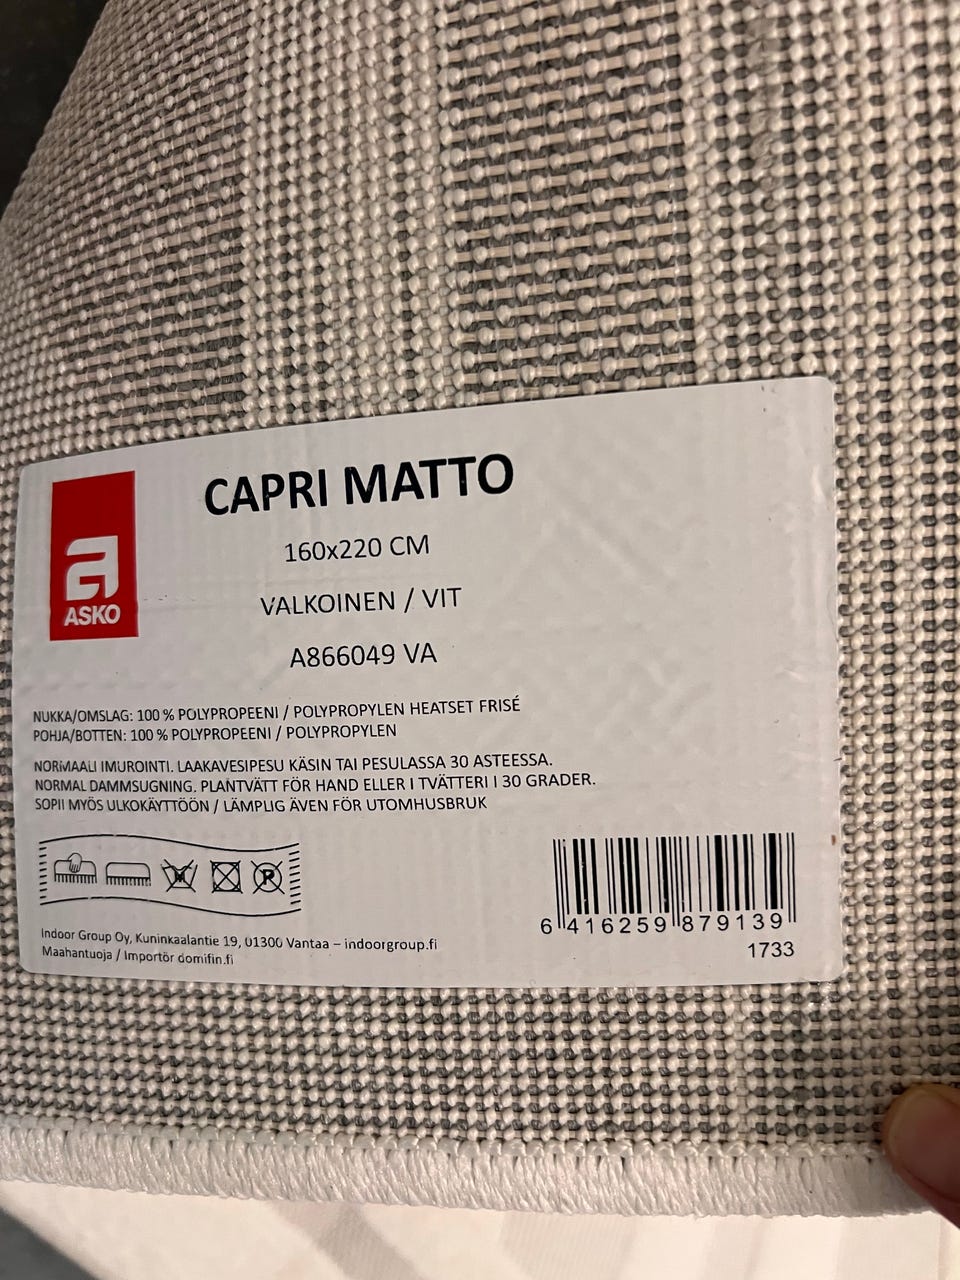 CAPRI MATTO
160x220 CM
VALKOINEN / VIT
A866049 VA
ASKO
NUKKA/OMSLAG: 100 % POLYPROPEENI / POLYPROPYLEN HEATSET FRISÉ
POHJA/BOTTEN: 100 % POLYPROPEENI / POLYPROPYLEN
NORMAALI IMUROINTI. LAAKAVESIPESU KÄSIN TAI PESULASSA 30 ASTEESSA.
NORMAL DAMMSUGNING. PLANTVÄTT FÖR HAND ELLER I TVÄTTERI I 30 GRADER.
SOPII MYÖS ULKOKÄYTTÖÖN / LÄMPLIG ÄVEN FÖR UTOMHUSBRUK
P
Indoor Group Oy, Kuninkaalantie 19, 01300 Vantaa – indoorgroup.fi
Maahantuoja / Importör domifin.fi
6 416259 879139
1733